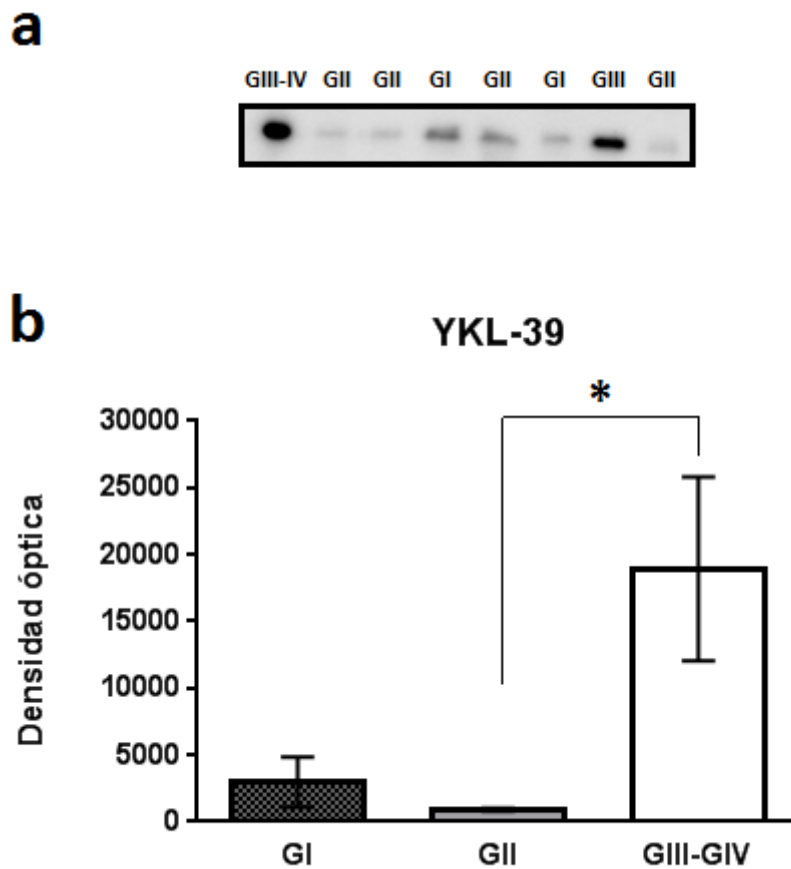 a
GIII-IV GII GII GI GII GI GIII GII
b
YKL-39
*
30000
25000
20000
15000
10000
5000
0
Densidad óptica
GI GII GIII-GIV